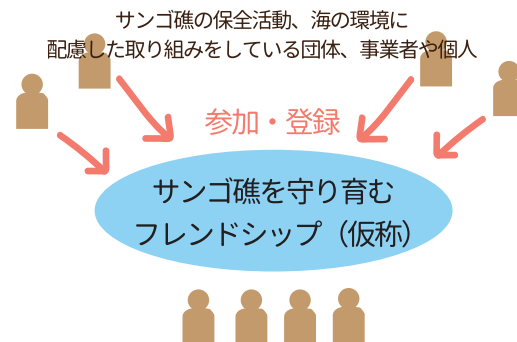 サンゴ礁の保全活動、海の環境に
配慮した取り組みをしている団体、事業者や個人
参加・登録
サンゴ礁を守り育む
フレンドシップ（仮称）